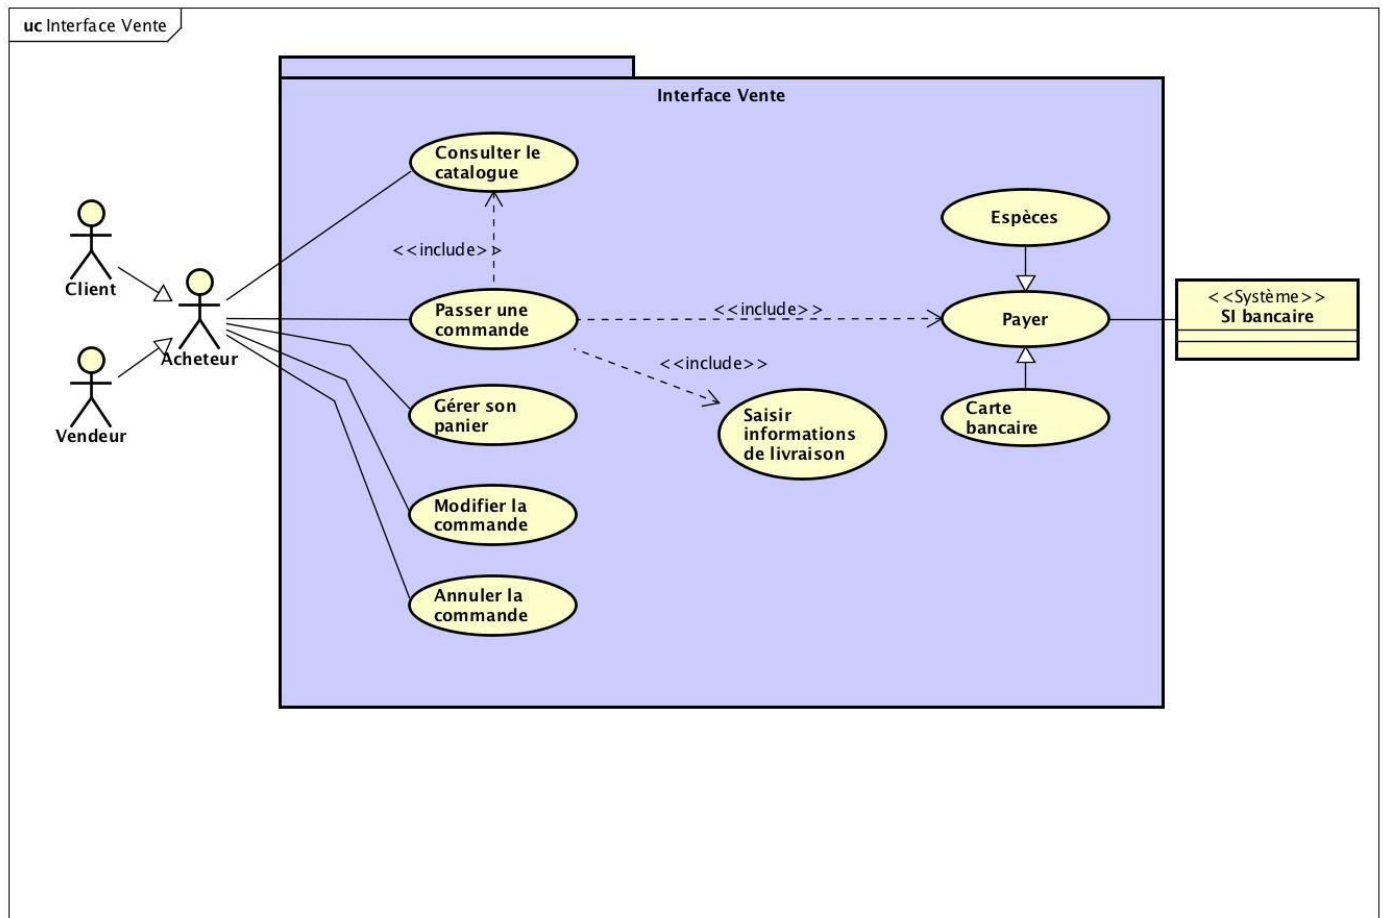 uc Interface Vente
Interface Vente
Consulter le
catalogue
Client
<<include>>
Espèces
Acheteur
Passer une
commande
<<include>>
Payer
<<Système>>
SI bancaire
Vendeur
<<include>>
Gérer son
panier
Saisir
informations
de livraison
Carte
bancaire
Modifier la
commande
Annuler la
commande